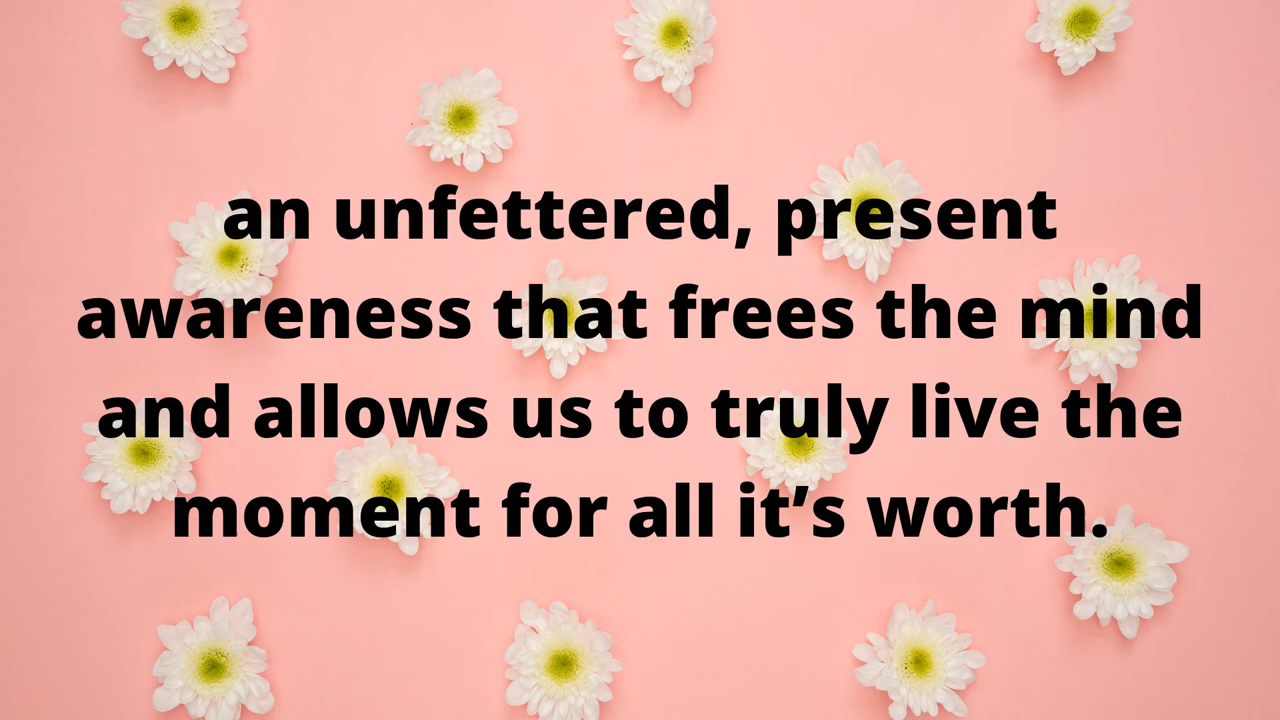 an unfettered, present
awareness that frees the mind
and allows us to truly live the
moment for all it’s worth.